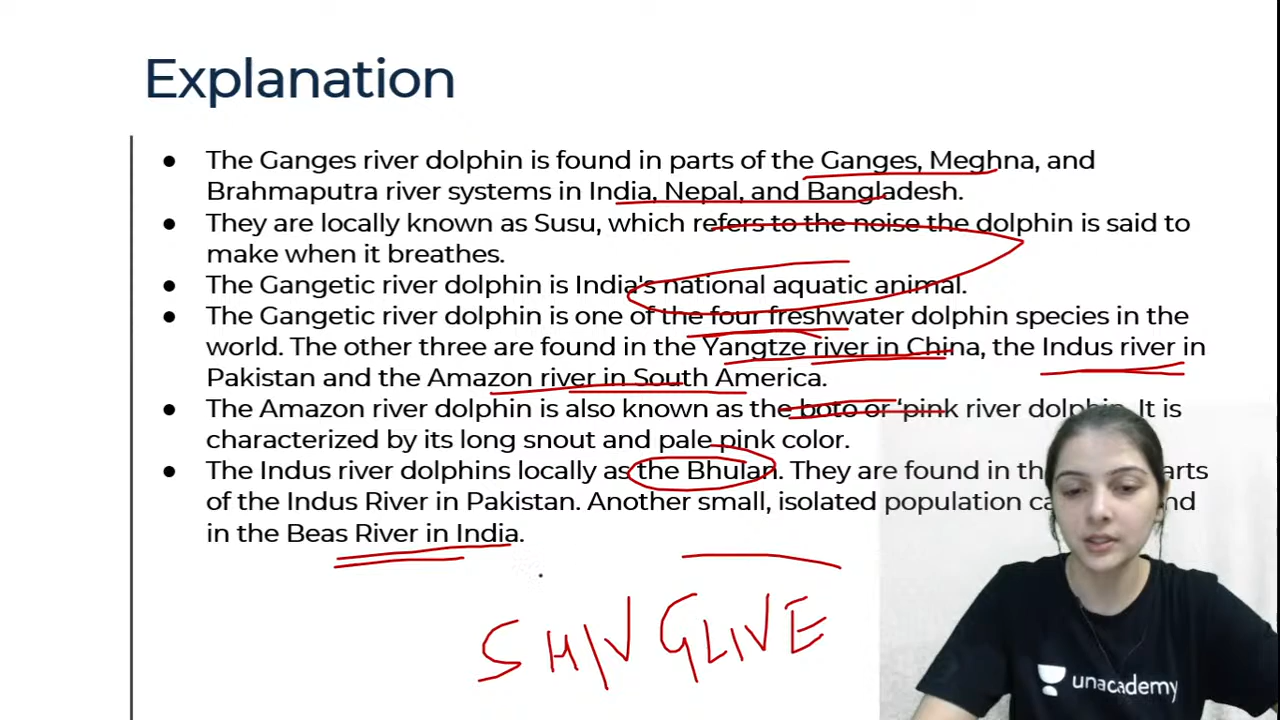 Explanation
● The Ganges river dolphin is found in parts of the Ganges, Meghna, and
Brahmaputra river systems in India, Nepal, and Bangladesh.
● They are locally known as Susu, which refers to the noise the dolphin is said to
make when it breathes.
● The Gangetic river dolphin is India's national aquatic animal.
● The Gangetic river dolphin is one of the four freshwater dolphin species in the
world. The other three are found in the Yangtze river in China, the Indus river in
Pakistan and the Amazon river in South America.
● The Amazon river dolphin is also known as the boto or ‘pink river dolphin. It is
characterized by its long snout and pale pink color.
● The Indus river dolphins locally as the Bhulan. They are found in
of the Indus River in Pakistan. Another small, isolated population
in the Beas River in India.
SHIVGLIVE
unacademy